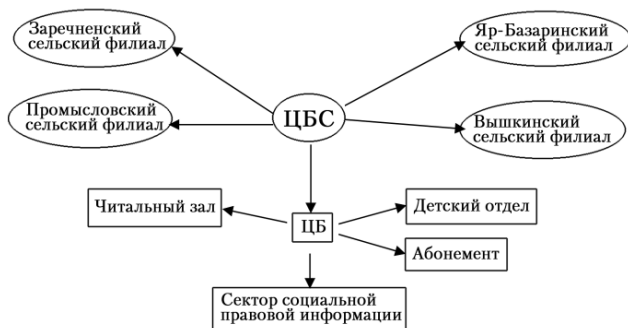 Заречненский
сельский филиал
Яр-Базаринский
сельский филиал
Промысловский
сельский филиал
ЦБС
Вышкинский
сельский филиал
Читальный зал
ЦБ
Детский отдел
Абонемент
Сектор социальной
правовой информации